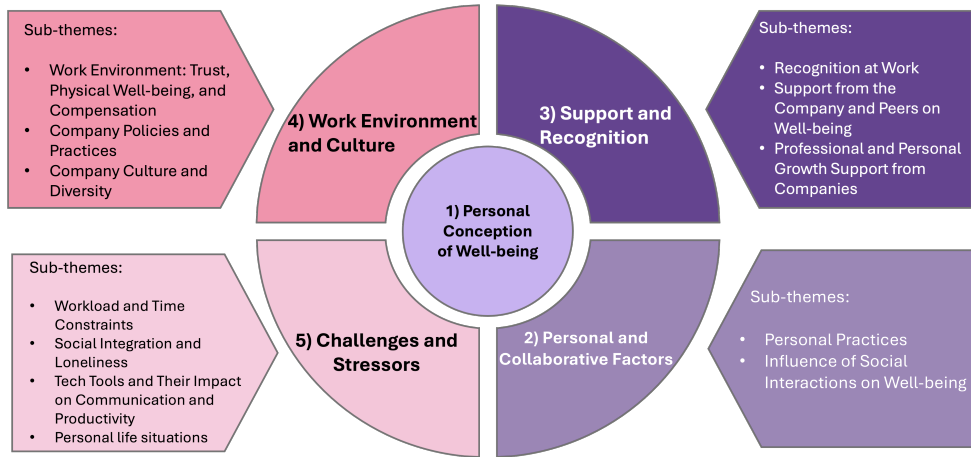 Sub-themes:
• Work Environment: Trust,
Physical Well-being, and
Compensation
• Company Policies and
Practices
• Company Culture and
Diversity
4) Work Environment
and Culture
3) Support and
Recognition
Sub-themes:
• Recognition at Work
• Support from the
Company and Peers on
Well-being
• Professional and Personal
Growth Support from
Companies
1) Personal
Conception
of Well-being
Sub-themes:
• Workload and Time
Constraints
• Social Integration and
Loneliness
• Tech Tools and Their Impact
on Communication and
Productivity
• Personal life situations
5) Challenges and
Stressors
2) Personal and
Collaborative Factors
Sub-themes:
• Personal Practices
• Influence of Social
Interactions on Well-being